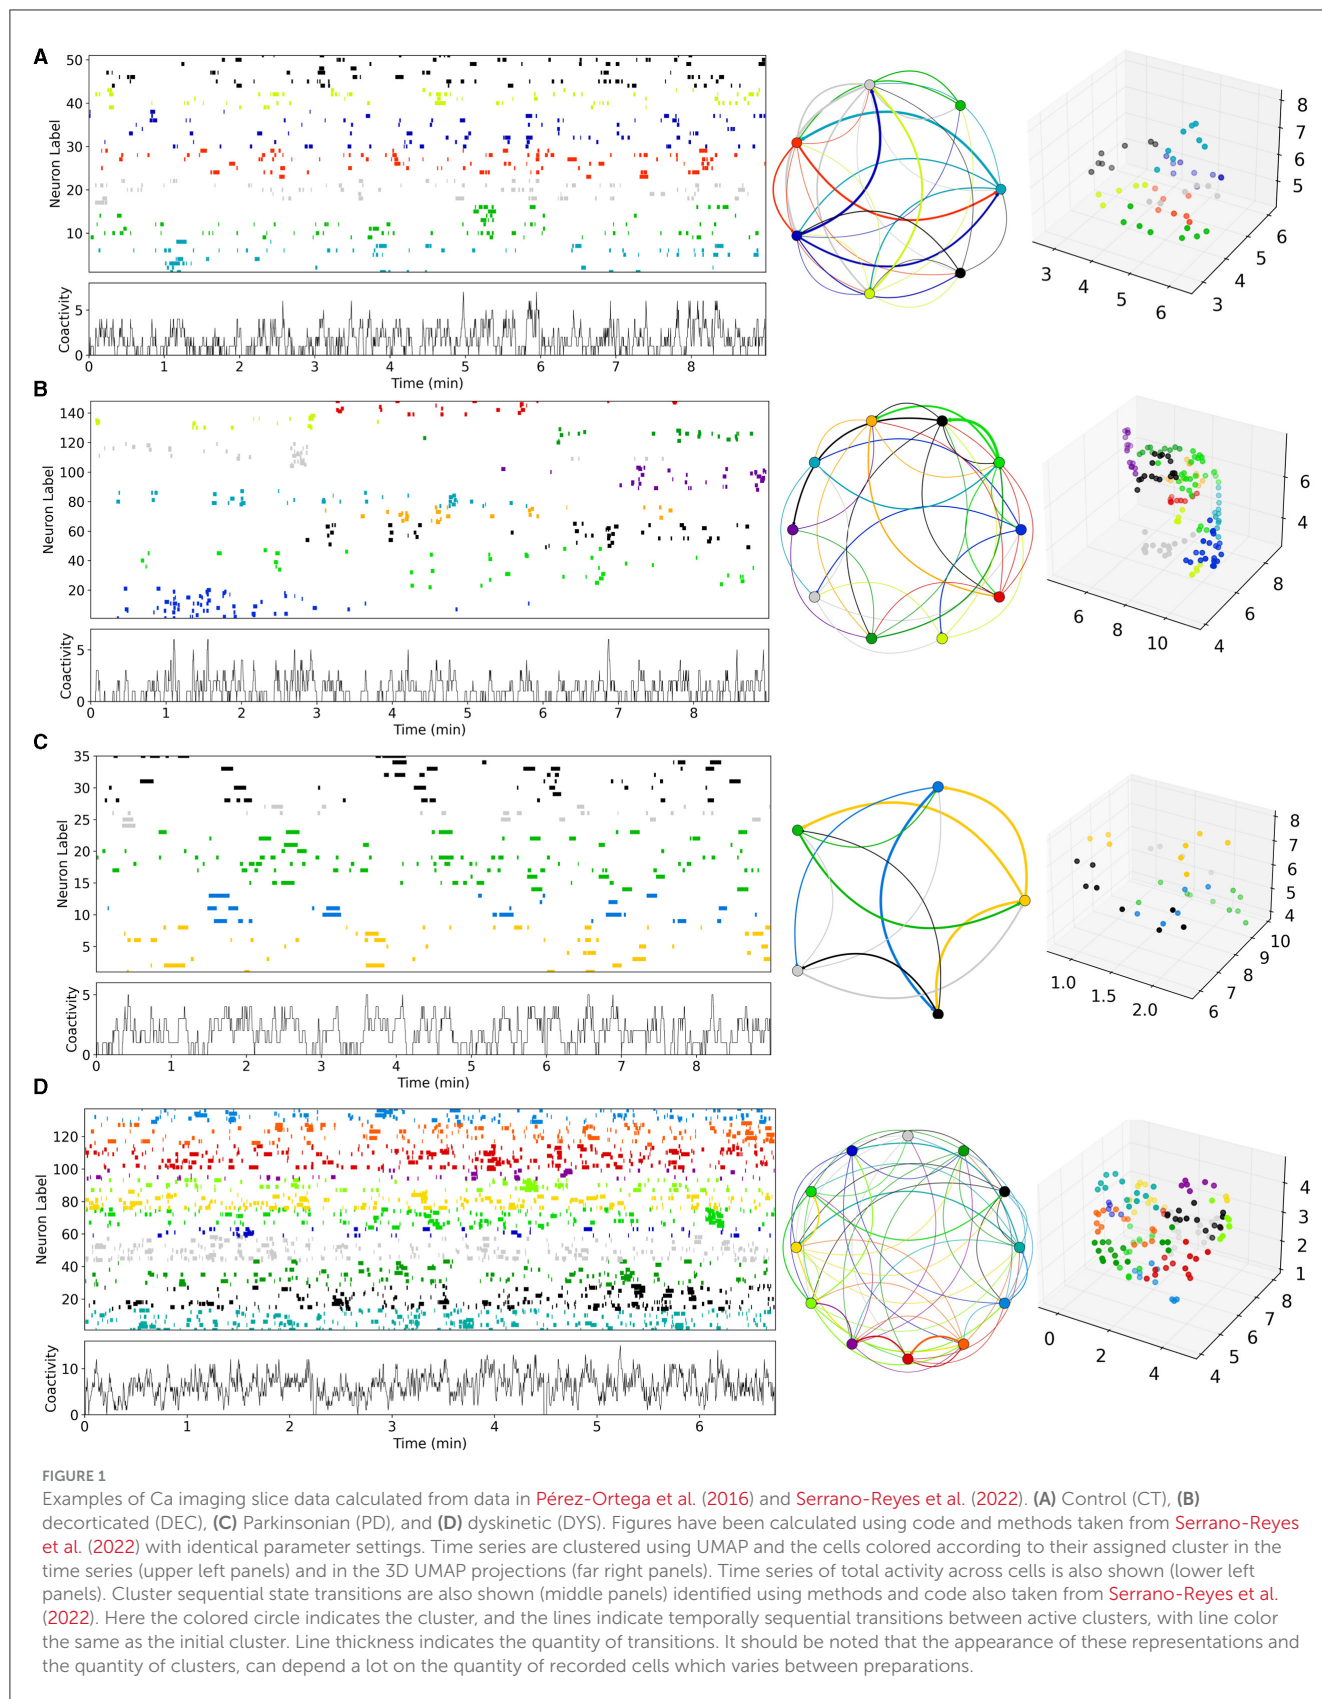 A
50
40
30
20
10
Neuron Label
5
0
Coactivity
0 1 2 3 4 5 6 7 8
Time (min)
8
7
6
5
3 4 5 6
3 4 5 6
B
140
120
100
80
60
40
20
Neuron Label
5
0
Coactivity
0 1 2 3 4 5 6 7 8
Time (min)
6
4
6 8 10
4 6 8
C
35
30
25
20
15
10
5
Neuron Label
5
0
Coactivity
0 1 2 3 4 5 6 7 8
Time (min)
8
7
6
5
4
1.0 1.5 2.0
6 7 8 9 10
D
120
100
80
60
40
20
Neuron Label
10
0
Coactivity
0 1 2 3 4 5 6
Time (min)
4
3
2
1
0 2 4
4 5 6 7 8
FIGURE 1
Examples of Ca imaging slice data calculated from data in Pérez-Ortega et al. (2016) and Serrano-Reyes et al. (2022). (A) Control (CT), (B)
decorticated (DEC), (C) Parkinsonian (PD), and (D) dyskinetic (DYS). Figures have been calculated using code and methods taken from Serrano-Reyes
et al. (2022) with identical parameter settings. Time series are clustered using UMAP and the cells colored according to their assigned cluster in the
time series (upper left panels) and in the 3D UMAP projections (far right panels). Time series of total activity across cells is also shown (lower left
panels). Cluster sequential state transitions are also shown (middle panels) identified using methods and code also taken from Serrano-Reyes et al.
(2022). Here the colored circle indicates the cluster, and the lines indicate temporally sequential transitions between active clusters, with line color
the same as the initial cluster. Line thickness indicates the quantity of transitions. It should be noted that the appearance of these representations and
the quantity of clusters, can depend a lot on the quantity of recorded cells which varies between preparations.